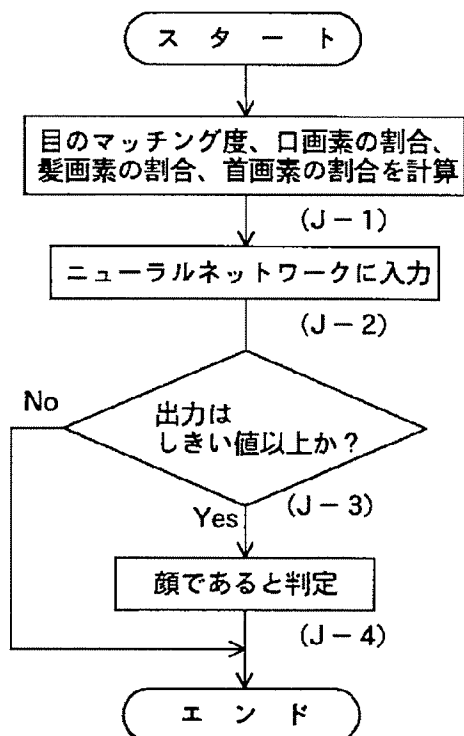 スタート
目のマッチング度、口画素の割合、
髪画素の割合、首画素の割合を計算
(J-1)
ニューラルネットワークに入力
(J-2)
No
出力は
しきい値以上か？
(J-3)
Yes
顔であると判定
(J-4)
エンド